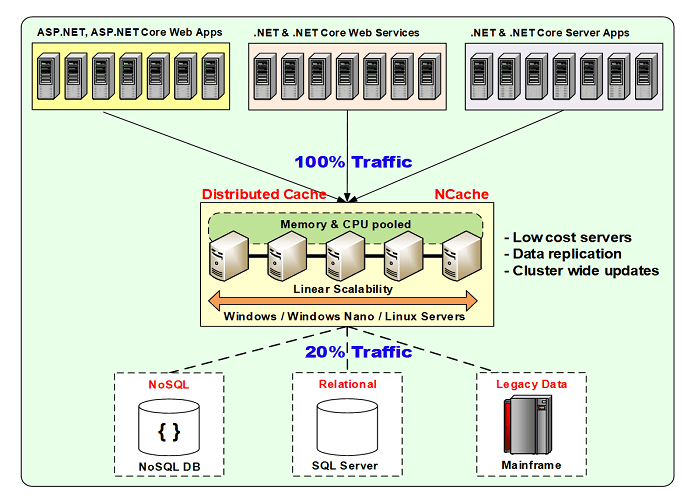 ASP.NET, ASP.NET Core Web Apps
.NET & .NET Core Web Services
.NET & .NET Core Server Apps
100% Traffic
Distributed Cache
NCache
Memory & CPU pooled
Linear Scalability
Windows / Windows Nano / Linux Servers
- Low cost servers
- Data replication
- Cluster wide updates
20% Traffic
NoSQL
{ }
NoSQL DB
Relational
SQL Server
Legacy Data
Mainframe